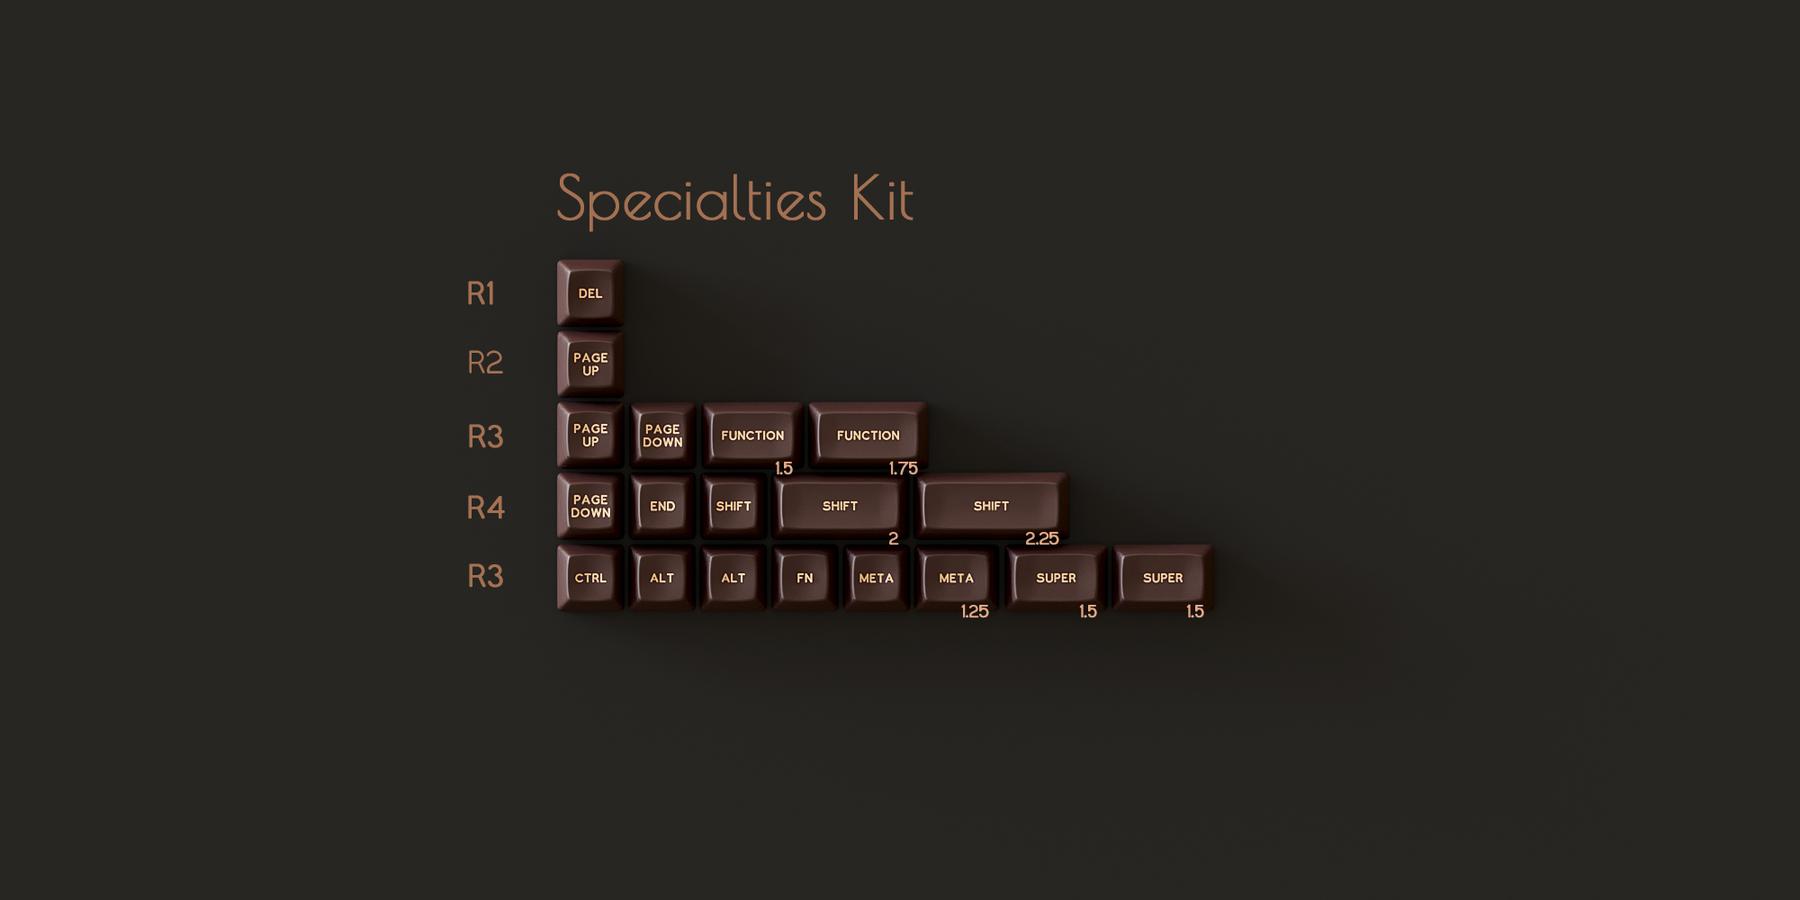 Specialties Kit
R1
DEL
R2
PAGE
UP
R3
PAGE
UP
PAGE
DOWN
FUNCTION
1.5
FUNCTION
1.75
R4
PAGE
DOWN
END
SHIFT
SHIFT
2
SHIFT
2.25
R3
CTRL
ALT
ALT
FN
META
META
1.25
SUPER
1.5
SUPER
1.5